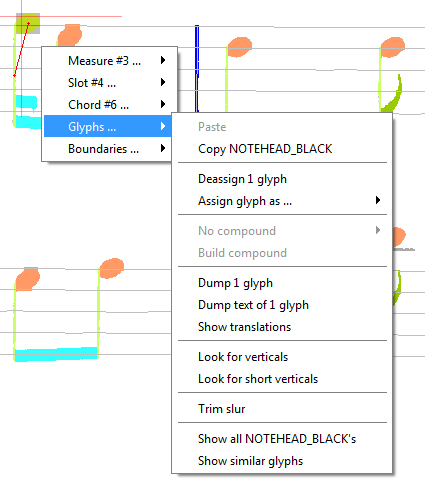 Measure #3 ...
Slot #4 ...
Chord #6 ...
Glyphs ...
Boundaries ...
Paste
Copy NOTEHEAD_BLACK
Deassign 1 glyph
Assign glyph as ...
No compound
Build compound
Dump 1 glyph
Dump text of 1 glyph
Show translations
Look for verticals
Look for short verticals
Trim slur
Show all NOTEHEAD_BLACK's
Show similar glyphs